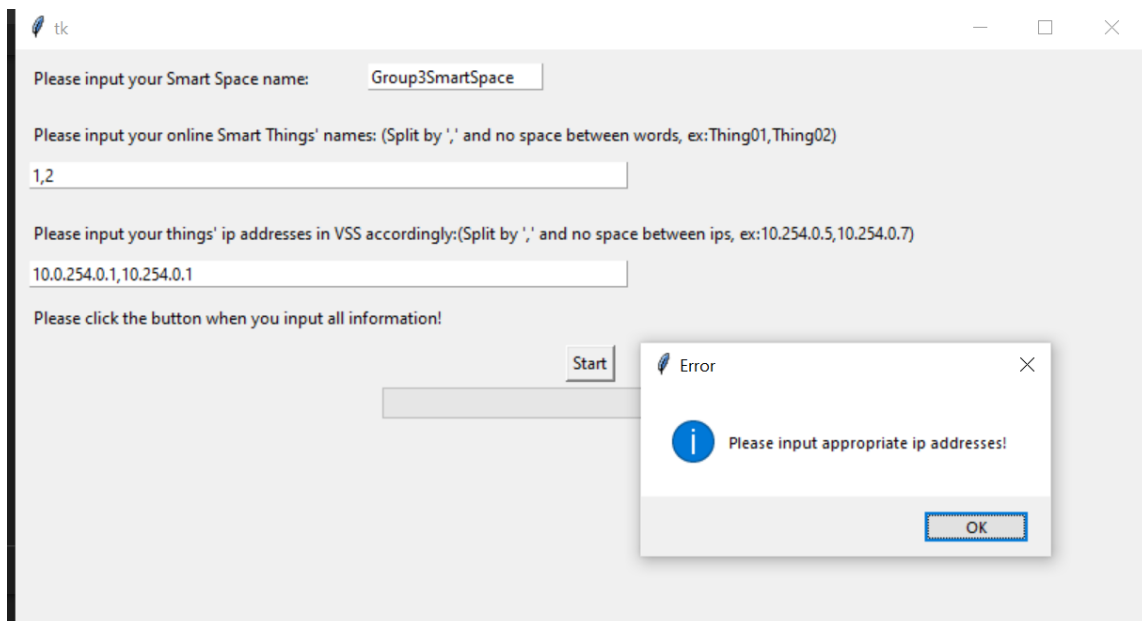 tk
Please input your Smart Space name: Group3SmartSpace
Please input your online Smart Things' names: (Split by ',' and no space between words, ex:Thing01,Thing02)
1,2
Please input your things' ip addresses in VSS accordingly:(Split by ',' and no space between ips, ex:10.254.0.5,10.254.0.7)
10.0.254.0.1,10.254.0.1
Please click the button when you input all information!
Start
Error
Please input appropriate ip addresses!
OK